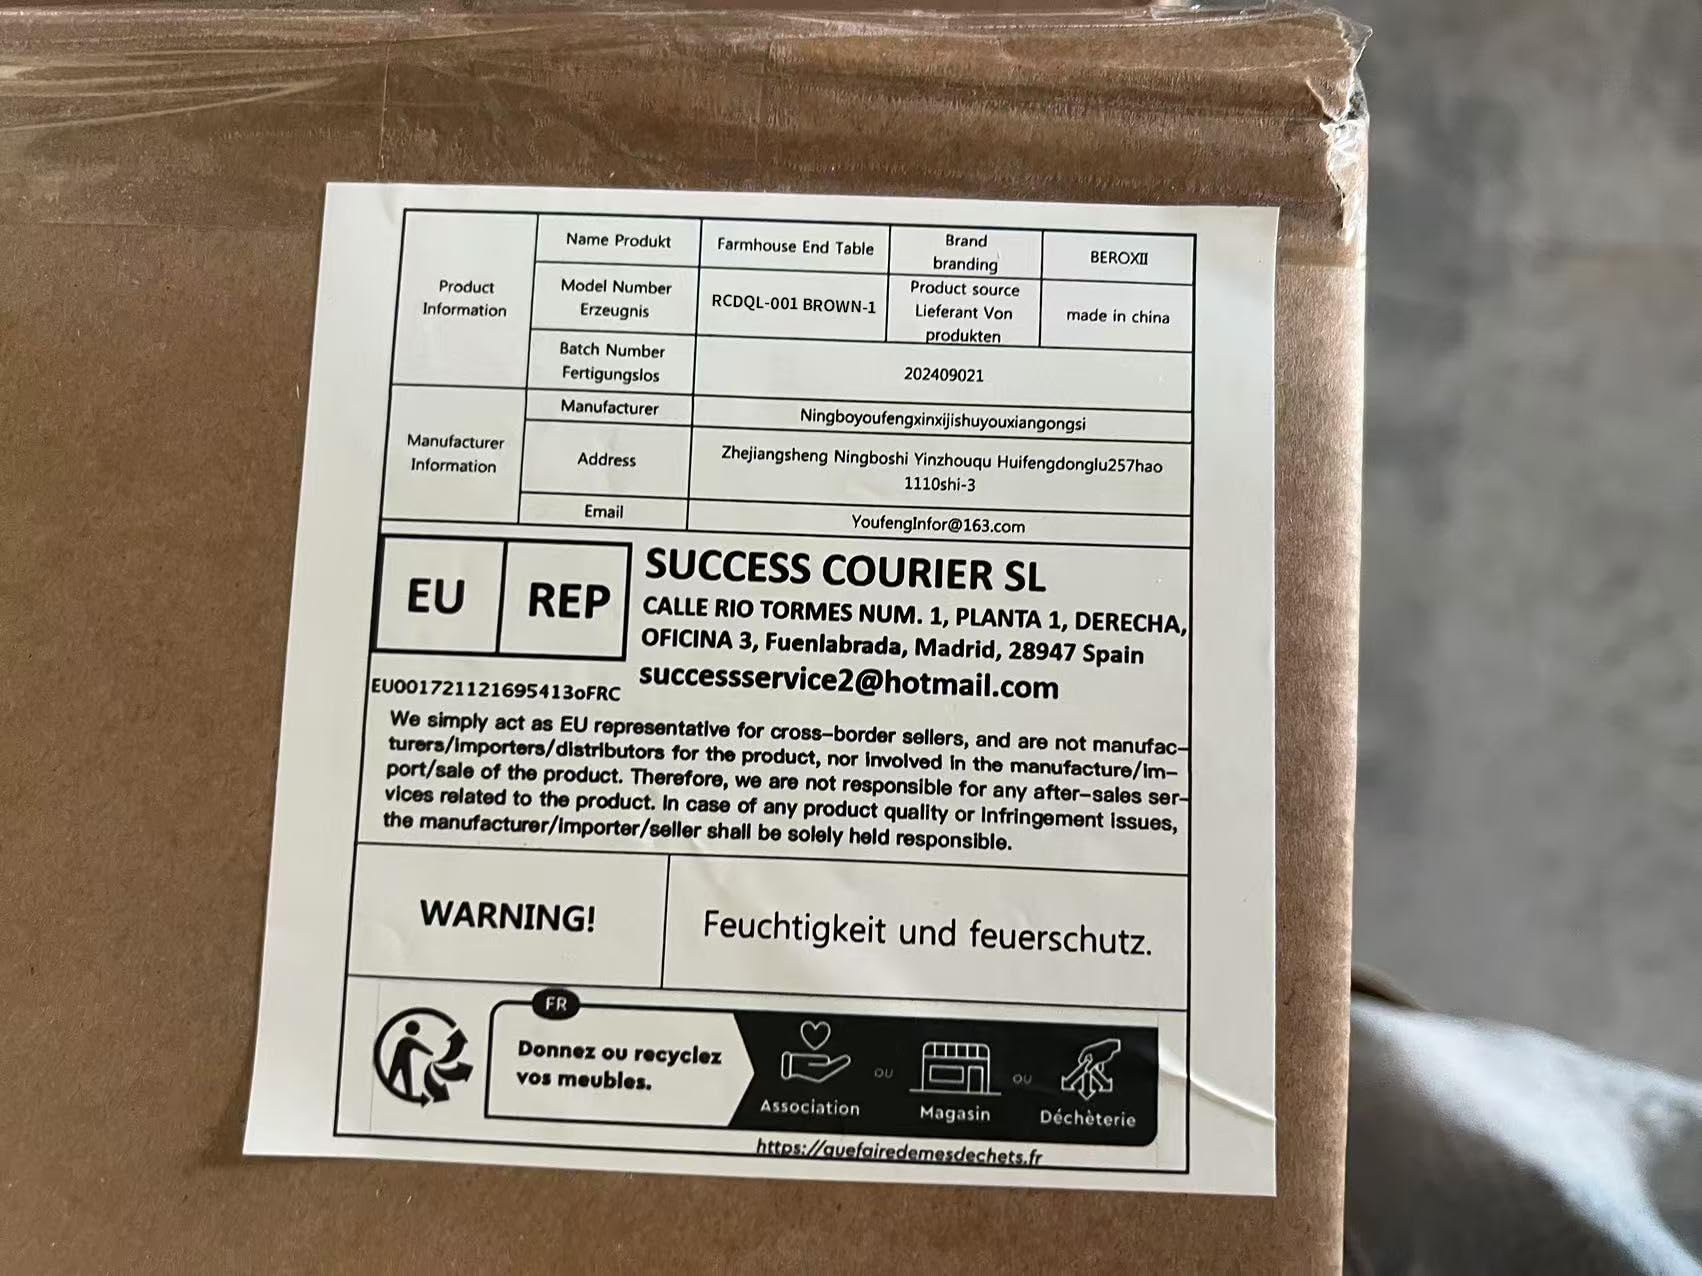 Product
Information
Name Produkt
Farmhouse End Table
Brand
branding
BEROXII
Model Number
Erzeugnis
RCDQL-001 BROWN-1
Product source
Lieferant Von
produkten
made in china
Batch Number
Fertigungslos
202409021
Manufacturer
Information
Manufacturer
Ningboyoufengxinxijishuyouxiangongsi
Address
Zhejiangsheng Ningboshi Yinzhouqu Huifengdonglu257hao
1110shi-3
Email
YoufengInfor@163.com
EU REP
SUCCESS COURIER SL
CALLE RIO TORMES NUM. 1, PLANTA 1, DERECHA,
OFICINA 3, Fuenlabrada, Madrid, 28947 Spain
successservice2@hotmail.com
EU001721121695413oFRC
We simply act as EU representative for cross-border sellers, and are not manufac-
turers/importers/distributors for the product, nor involved in the manufacture/im-
port/sale of the product. Therefore, we are not responsible for any after-sales ser-
vices related to the product. In case of any product quality or infringement issues,
the manufacturer/importer/seller shall be solely held responsible.
WARNING!
Feuchtigkeit und feuerschutz.
FR
Donnez ou recyclez
vos meubles.
Association
OU
Magasin
OU
Déchèterie
https://quefairedemesdechets.fr